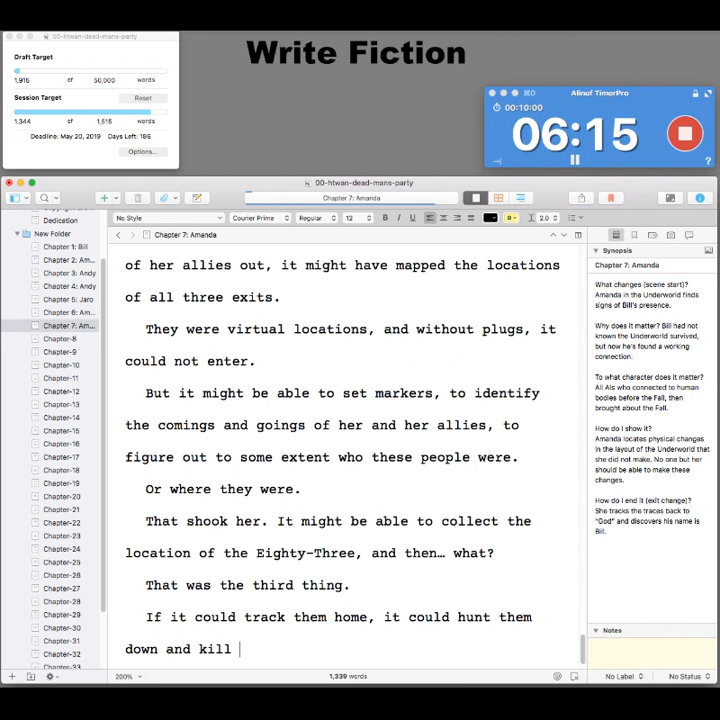 00-htwan-dead-mans-party
Write Fiction
Draft Target
1,915 of 50,000 words
Session Target
Reset
1,344 of 1,515 words
Deadline: May 20, 2019 Days Left: 186
Options...
⌘0
Alinof TimerPro
00:10:00
06:15
?
00-htwan-dead-mans-party
Chapter 7: Amanda
No Style
Courier Prime
Regular
12
B I U
a
2.0
Dedication
New Folder
Chapter 1: Bill
Chapter 2: Am...
Chapter 3: Andy
Chapter 4: Andy
Chapter 5: Jaro
Chapter 6: Am...
Chapter 7: Am...
Chapter-8
Chapter-9
Chapter-10
Chapter-11
Chapter-12
Chapter-13
Chapter-14
Chapter-15
Chapter-16
Chapter-17
Chapter-18
Chapter-19
Chapter-20
Chapter-21
Chapter-22
Chapter-23
Chapter-24
Chapter-25
Chapter-26
Chapter-27
Chapter-28
Chapter-29
Chapter-30
Chapter-31
Chapter-32
Chapter-33
Chapter 7: Amanda
of her allies out, it might have mapped the locations
of all three exits.
They were virtual locations, and without plugs, it
could not enter.
But it might be able to set markers, to identify
the comings and goings of her and her allies, to
figure out to some extent who these people were.
Or where they were.
That shook her. It might be able to collect the
location of the Eighty-Three, and then… what?
That was the third thing.
If it could track them home, it could hunt them
down and kill
200%
1,339 words
Synopsis
Chapter 7: Amanda
What changes (scene start)?
Amanda in the Underworld finds
signs of Bill's presence.
Why does it matter? Bill had not
known the Underworld survived,
but now he's found a working
connection.
To what character does it matter?
All AIs who connected to human
bodies before the Fall, then
brought about the Fall.
How do I show it?
Amanda locates physical changes
in the layout of the Underworld that
she did not make. No one but her
should be able to make these
changes.
How do I end it (exit change)?
She tracks the traces back to
"God" and discovers his name is
Bill.
Notes
No Label
No Status